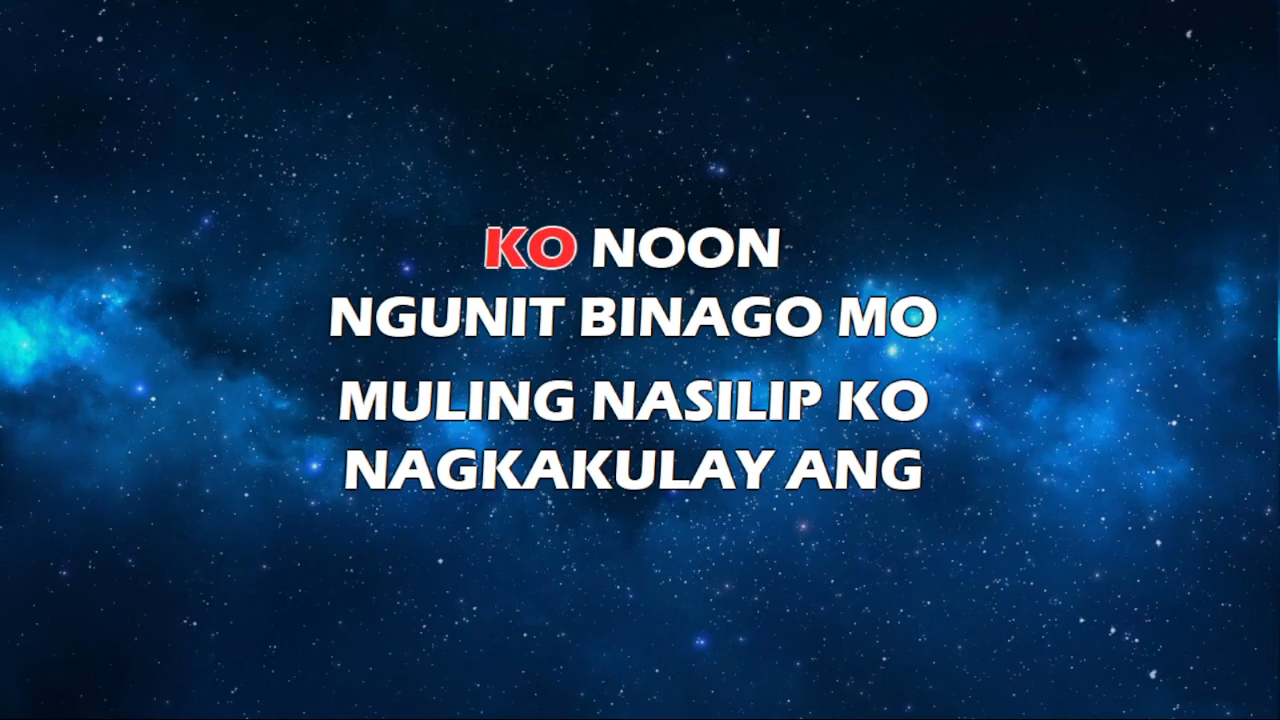 KO NOON
NGUNIT BINAGO MO
MULING NASILIP KO
NAGKAKULAY ANG